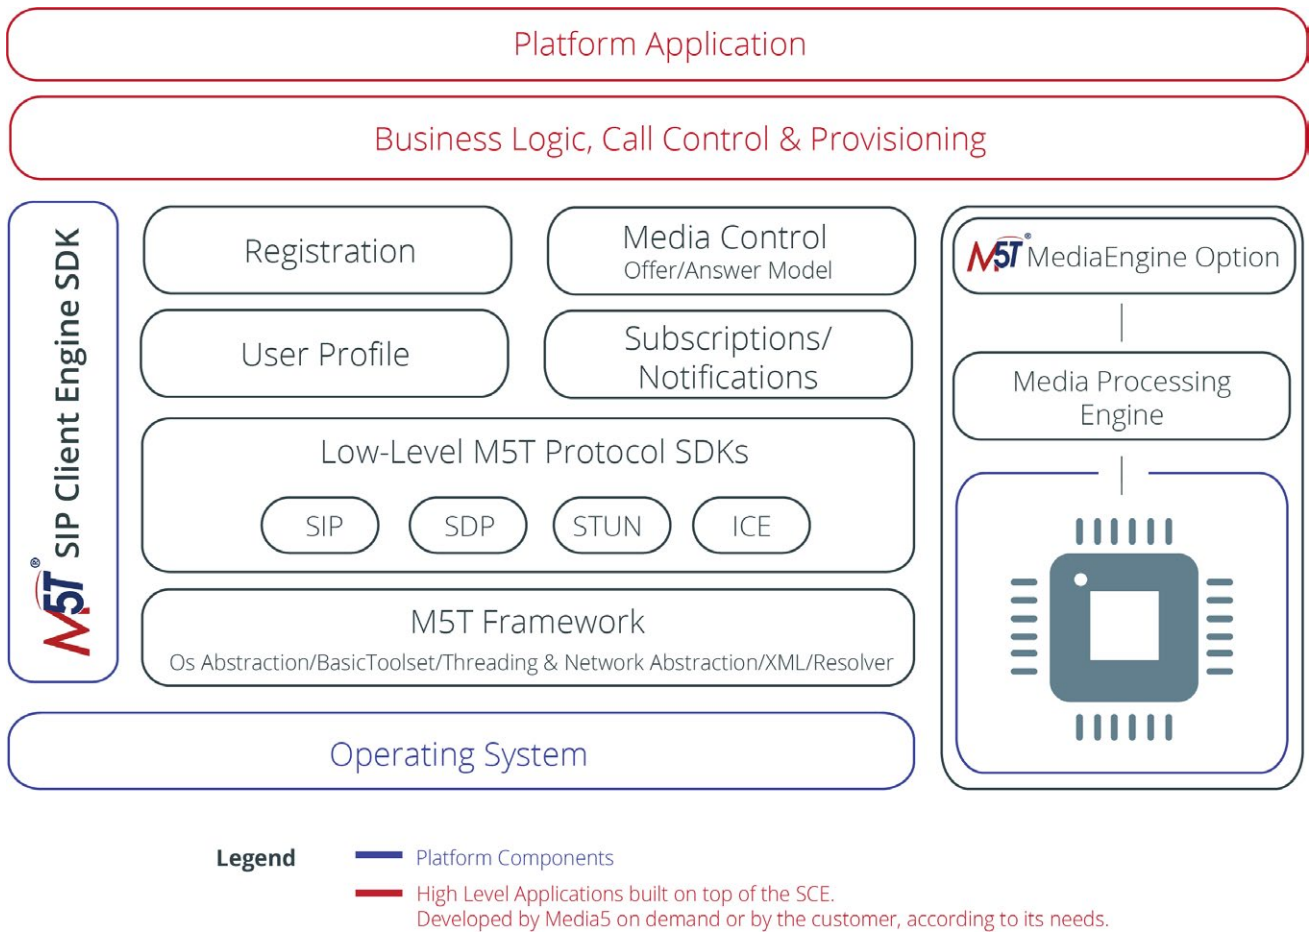 Platform Application
Business Logic, Call Control & Provisioning
M5T® SIP Client Engine SDK
Registration
Media Control
Offer/Answer Model
User Profile
Subscriptions/
Notifications
Low-Level M5T Protocol SDKs
SIP
SDP
STUN
ICE
M5T Framework
Os Abstraction/BasicToolset/Threading & Network Abstraction/XML/Resolver
Operating System
M5T® MediaEngine Option
Media Processing
Engine
Legend
Platform Components
High Level Applications built on top of the SCE.
Developed by Media5 on demand or by the customer, according to its needs.